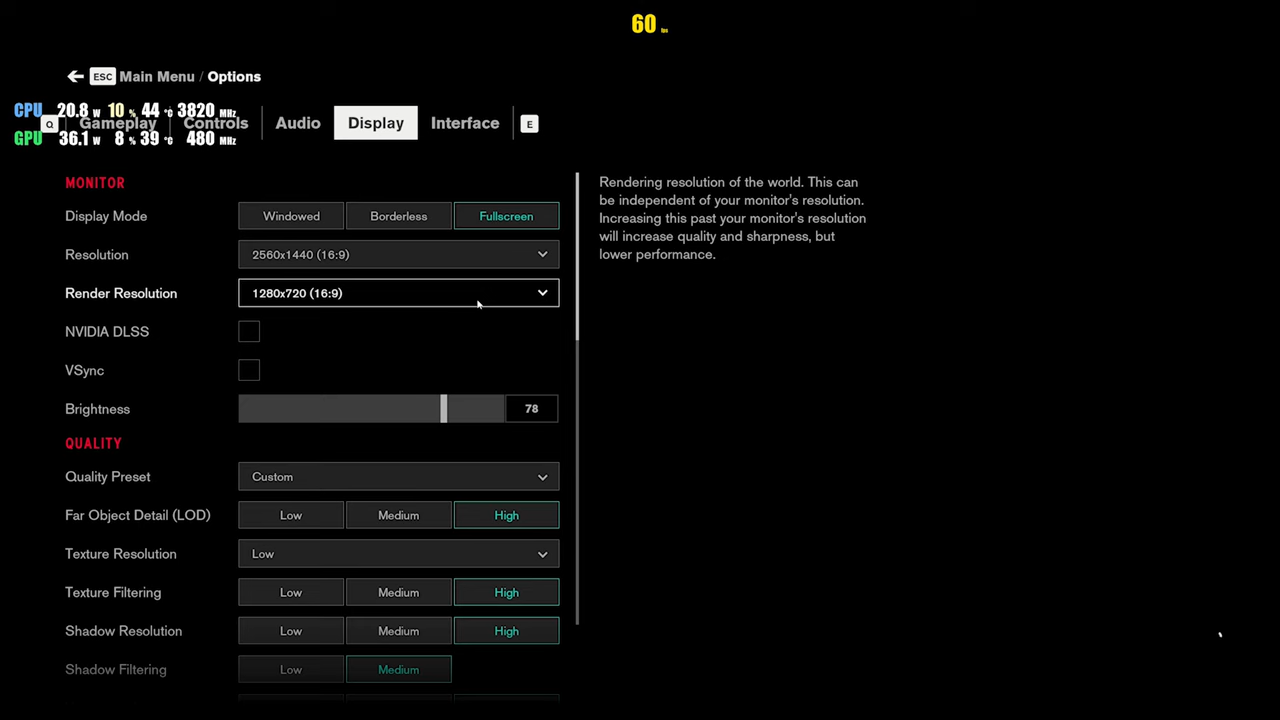 60 fps
ESC Main Menu / Options
CPU 20.8 W 10 % 44 °C 3820 MHz
Q Gameplay Controls Audio Display Interface E
GPU 36.1 W 8 % 39 °C 480 MHz
MONITOR
Display Mode Windowed Borderless Fullscreen
Resolution 2560x1440 (16:9)
Render Resolution 1280x720 (16:9)
NVIDIA DLSS
VSync
Brightness 78
QUALITY
Quality Preset Custom
Far Object Detail (LOD) Low Medium High
Texture Resolution Low
Texture Filtering Low Medium High
Shadow Resolution Low Medium High
Shadow Filtering Low Medium
Rendering resolution of the world. This can
be independent of your monitor's resolution.
Increasing this past your monitor's resolution
will increase quality and sharpness, but
lower performance.